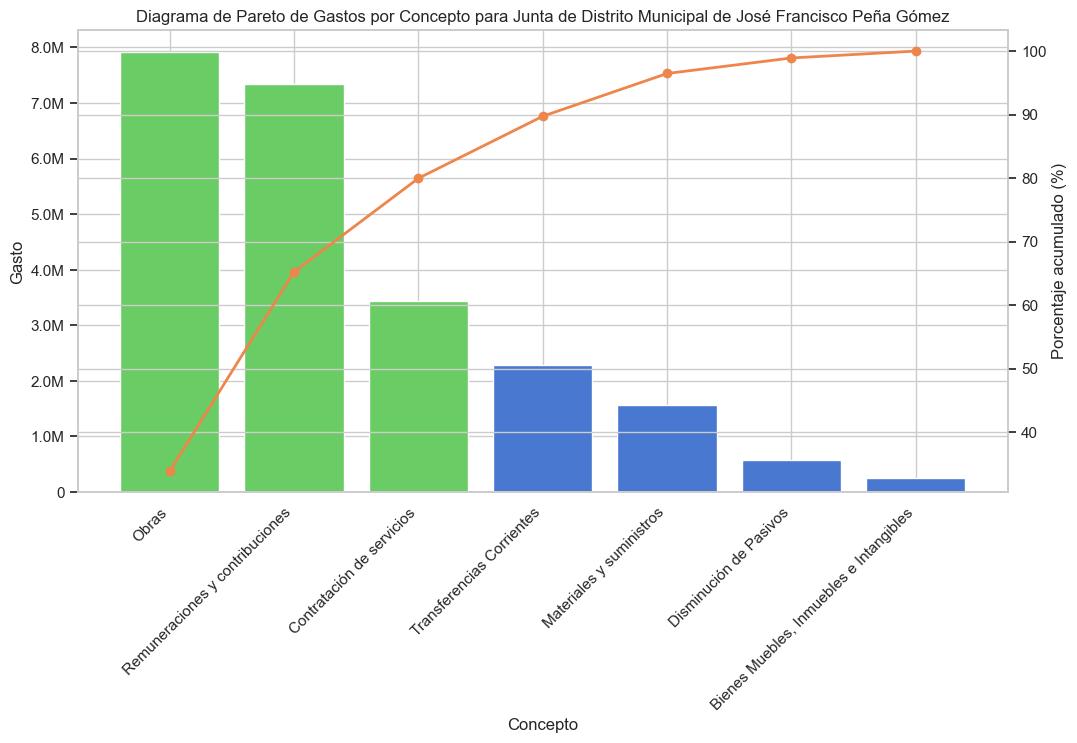 Diagrama de Pareto de Gastos por Concepto para Junta de Distrito Municipal de José Francisco Peña Gómez
8.0M
7.0M
6.0M
5.0M
4.0M
3.0M
2.0M
1.0M
0
Gasto
100
90
80
70
60
50
40
Porcentaje acumulado (%)
Obras
Remuneraciones y contribuciones
Contratación de servicios
Transferencias Corrientes
Materiales y suministros
Disminución de Pasivos
Bienes Muebles, Inmuebles e Intangibles
Concepto